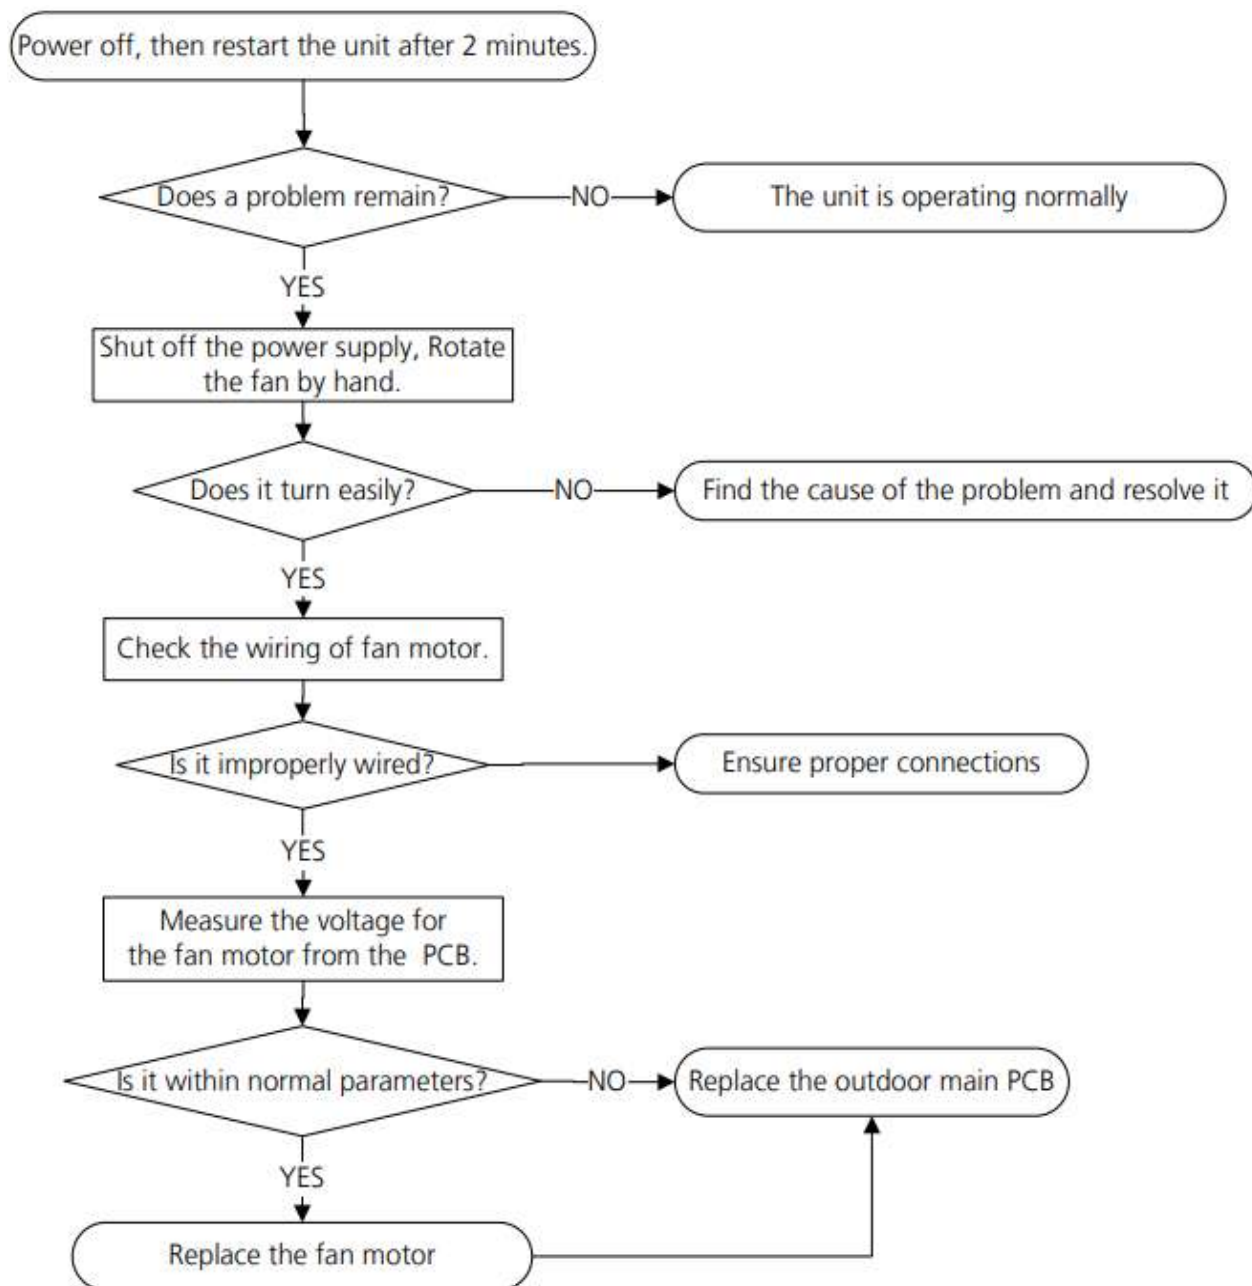 Power off, then restart the unit after 2 minutes.
Does a problem remain?
NO
The unit is operating normally
YES
Shut off the power supply, Rotate
the fan by hand.
Does it turn easily?
NO
Find the cause of the problem and resolve it
YES
Check the wiring of fan motor.
Is it improperly wired?
Ensure proper connections
YES
Measure the voltage for
the fan motor from the PCB.
Is it within normal parameters?
NO
Replace the outdoor main PCB
YES
Replace the fan motor